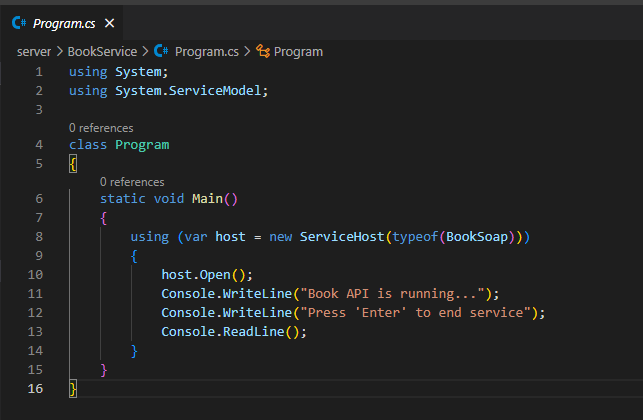 C# Program.cs ×
server > BookService > C# Program.cs > Program
1 using System;
2 using System.ServiceModel;
3
0 references
4 class Program
5 {
0 references
6 static void Main()
7 {
8 using (var host = new ServiceHost(typeof(BookSoap)))
9 {
10 host.Open();
11 Console.WriteLine("Book API is running...");
12 Console.WriteLine("Press 'Enter' to end service");
13 Console.ReadLine();
14 }
15 }
16 }